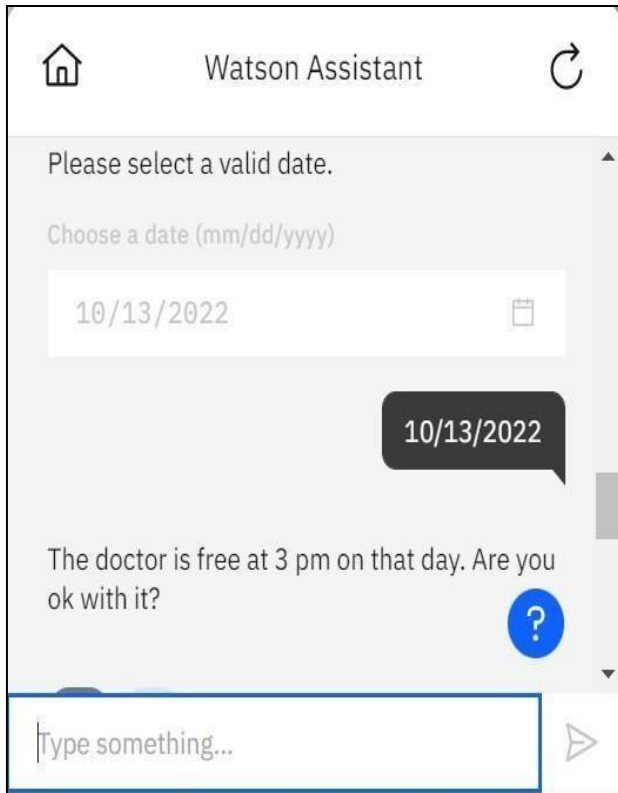 Watson Assistant
Please select a valid date.
Choose a date (mm/dd/yyyy)
10/13/2022
10/13/2022
The doctor is free at 3 pm on that day. Are you
ok with it?
?
Type something...